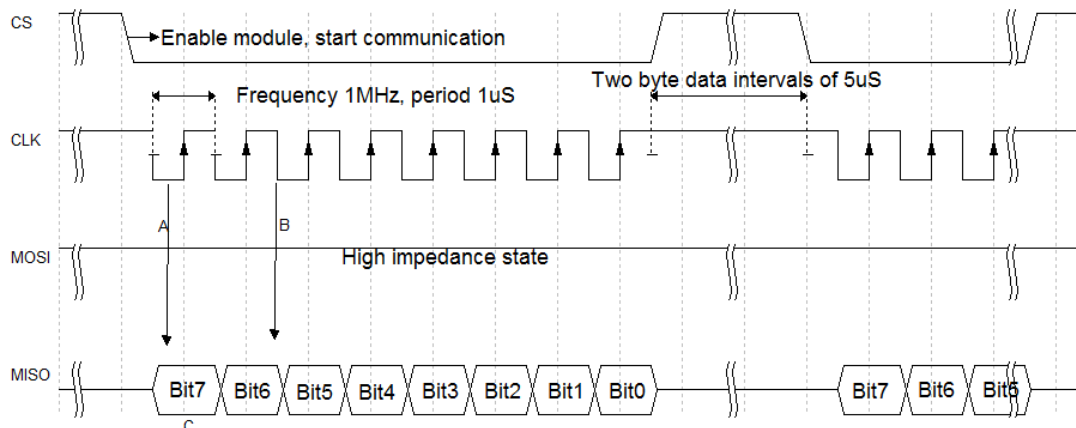 CS
Enable module, start communication
Two byte data intervals of 5uS
Frequency 1MHz, period 1uS
CLK
A
B
MOSI
High impedance state
MISO
Bit7
Bit6
Bit5
Bit4
Bit3
Bit2
Bit1
Bit0
Bit7
Bit6
Bit5
C